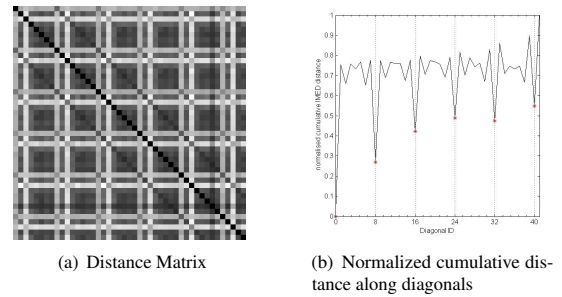 1
0.9
0.8
0.7
0.6
0.5
0.4
0.3
0.2
0.1
0
normalised cumulative IMED distance
0 8 16 24 32 40
Diagonal ID
(a) Distance Matrix
(b) Normalized cumulative dis-
tance along diagonals